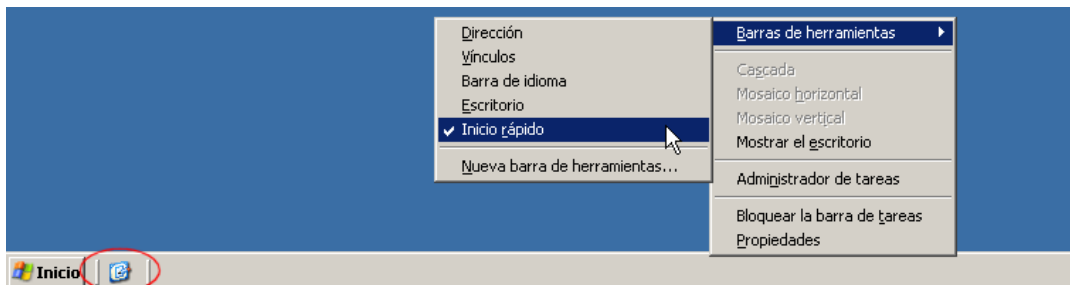 Dirección
Vínculos
Barra de idioma
Escritorio
Inicio rápido
Nueva barra de herramientas...
Barras de herramientas
Cascada
Mosaico horizontal
Mosaico vertical
Mostrar el escritorio
Administrador de tareas
Bloquear la barra de tareas
Propiedades
Inicio